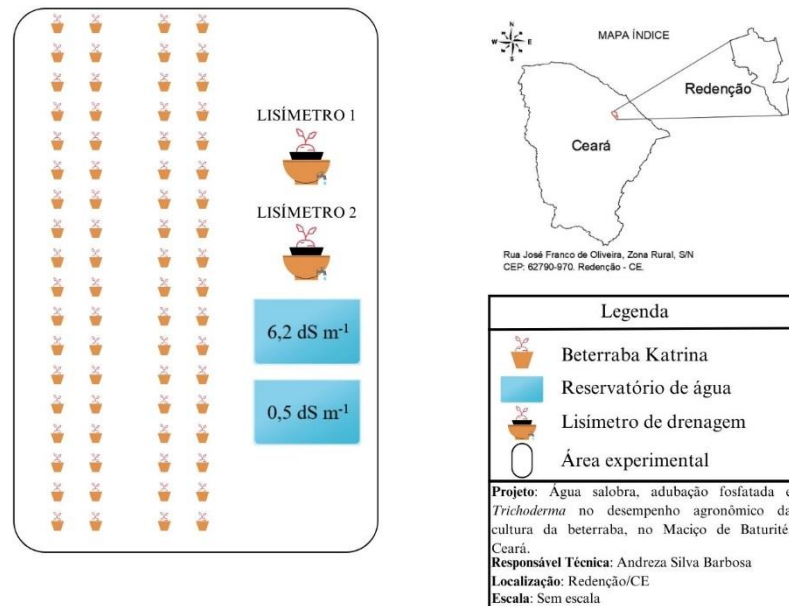 LISÍMETRO 1
LISÍMETRO 2
6,2 dS m⁻¹
0,5 dS m⁻¹
N
W E
S
MAPA ÍNDICE
Redenção
Ceará
Rua José Franco de Oliveira, Zona Rural, S/N
CEP: 62790-970. Redenção - CE.
Legenda
Beterraba Katrina
Reservatório de água
Lisímetro de drenagem
Área experimental
Projeto: Água salobra, adubação fosfatada e
Trichoderma no desempenho agronômico da
cultura da beterraba, no Maciço de Baturité,
Ceará.
Responsável Técnica: Andreza Silva Barbosa
Localização: Redenção/CE
Escala: Sem escala